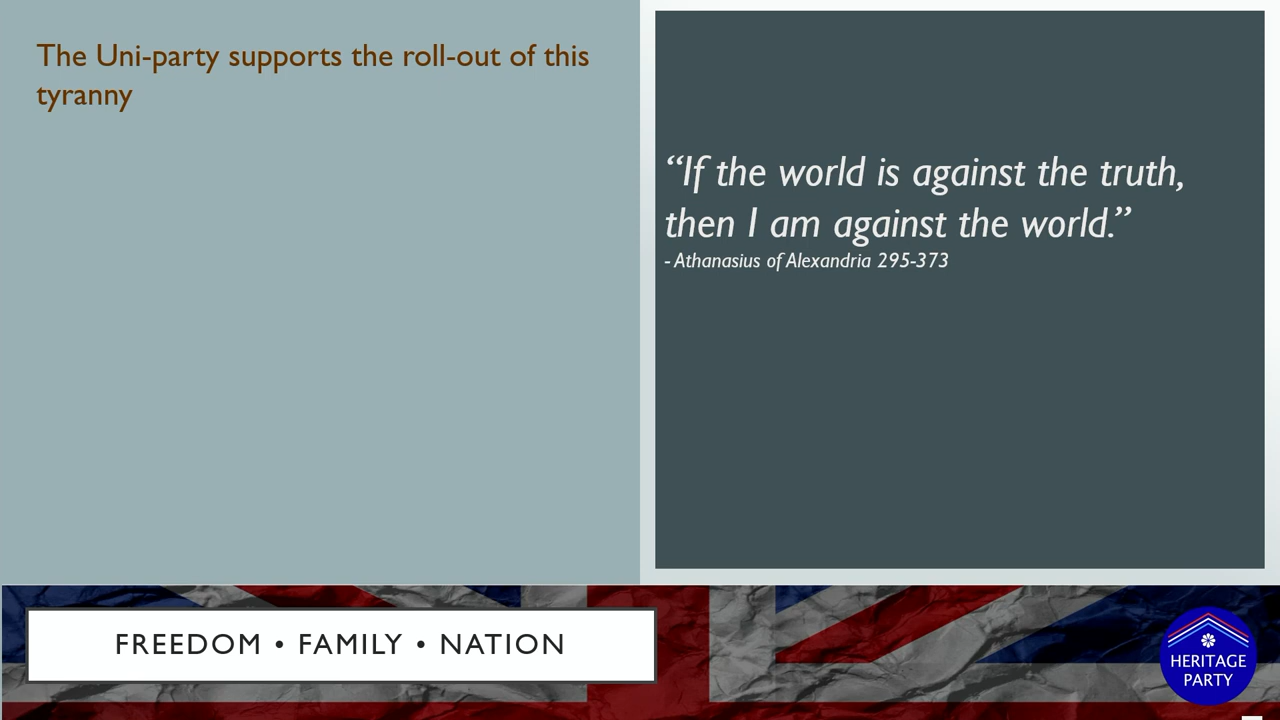 The Uni-party supports the roll-out of this
tyranny
“If the world is against the truth,
then I am against the world.”
- Athanasius of Alexandria 295-373
FREEDOM • FAMILY • NATION
HERITAGE
PARTY